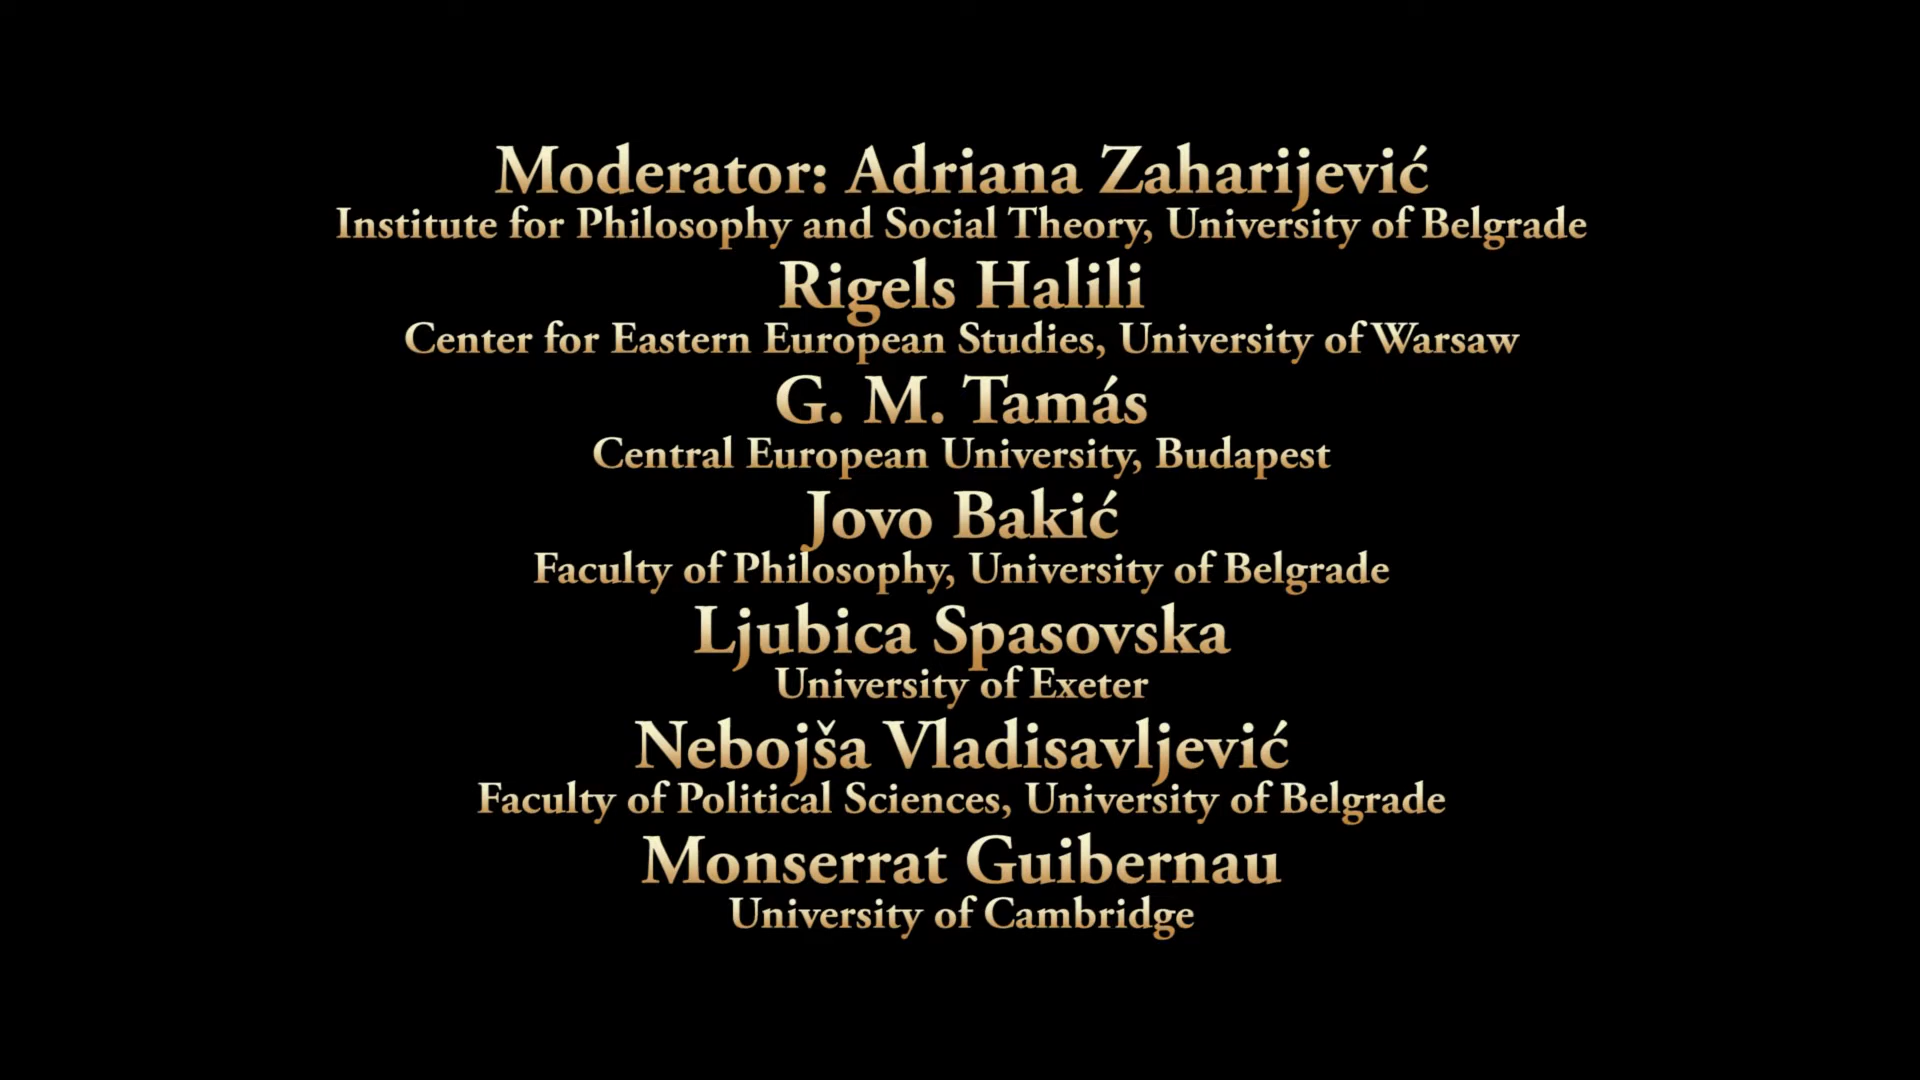 Moderator: Adriana Zaharijević
Institute for Philosophy and Social Theory, University of Belgrade
Rigels Halili
Center for Eastern European Studies, University of Warsaw
G. M. Tamás
Central European University, Budapest
Jovo Bakić
Faculty of Philosophy, University of Belgrade
Ljubica Spasovska
University of Exeter
Nebojša Vladisavljević
Faculty of Political Sciences, University of Belgrade
Monserrat Guibernau
University of Cambridge